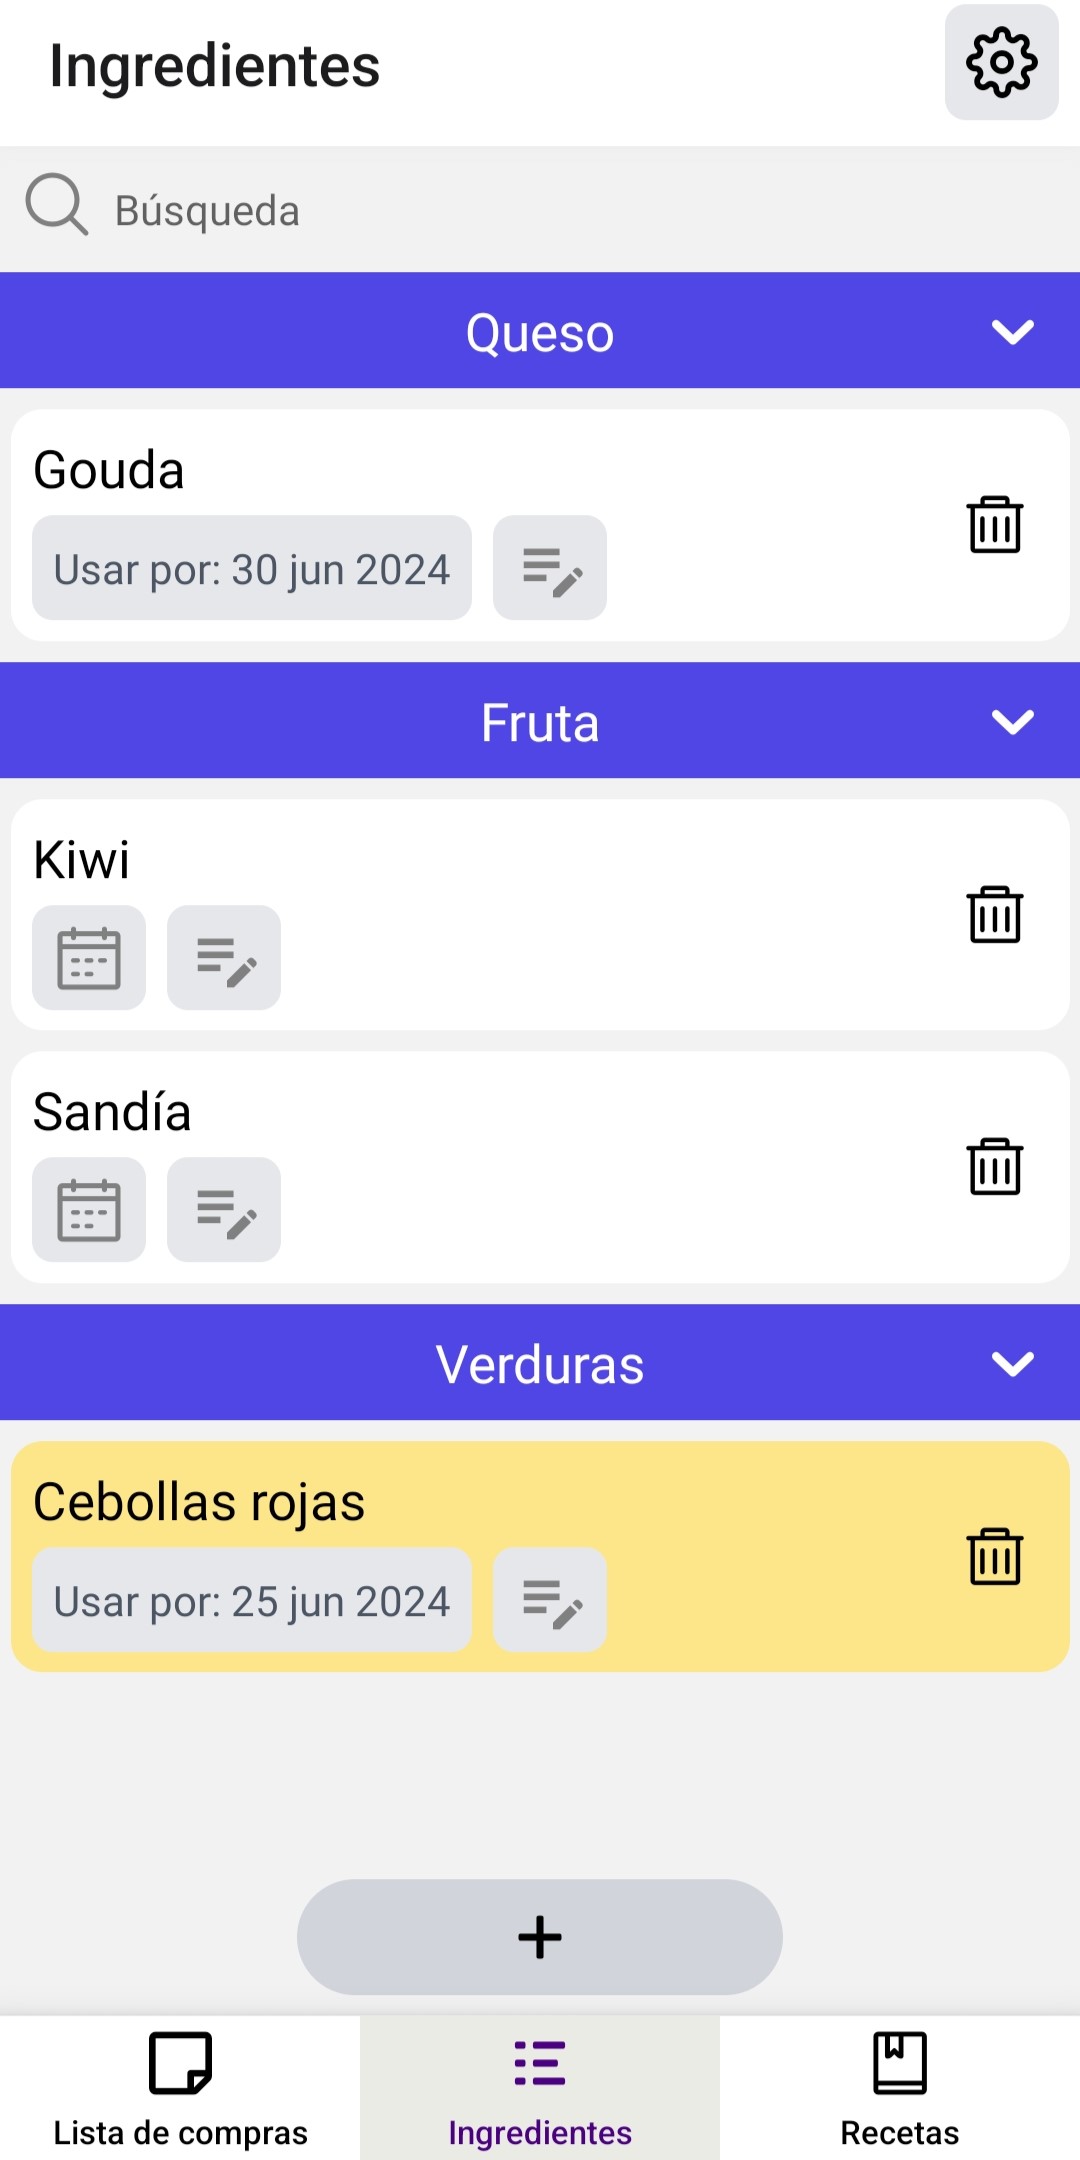 Ingredientes
Búsqueda
Queso
Gouda
Usar por: 30 jun 2024
Fruta
Kiwi
Sandía
Verduras
Cebollas rojas
Usar por: 25 jun 2024
Lista de compras
Ingredientes
Recetas